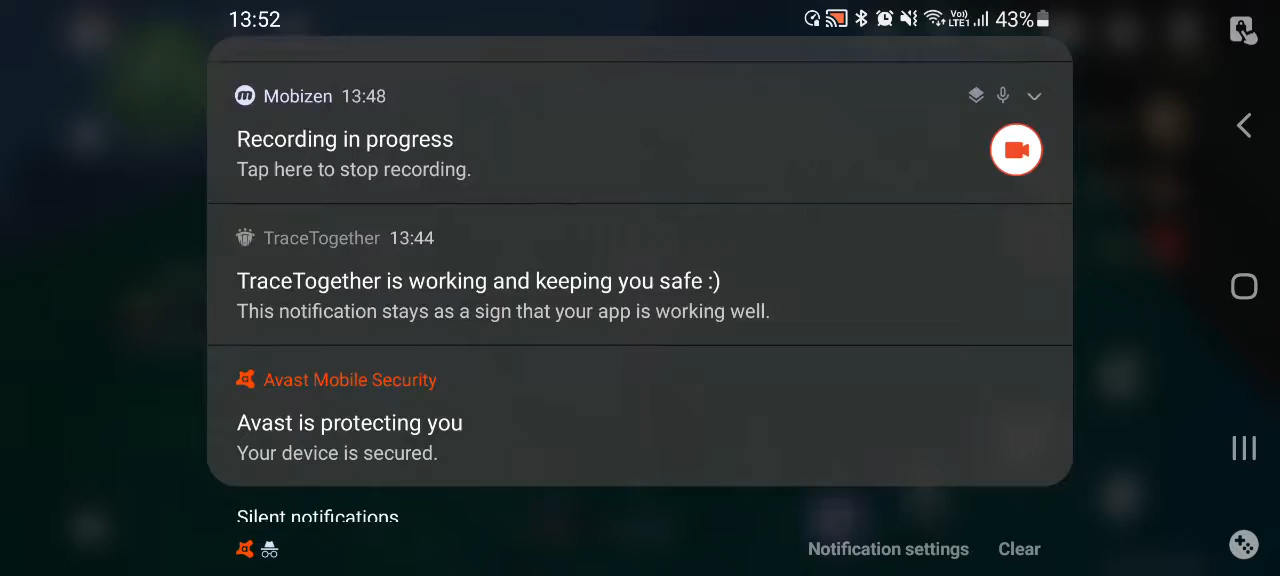 13:52
Vo) LTE1 43%
Mobizen 13:48
Recording in progress
Tap here to stop recording.
TraceTogether 13:44
TraceTogether is working and keeping you safe :)
This notification stays as a sign that your app is working well.
Avast Mobile Security
Avast is protecting you
Your device is secured.
Silent notifications
Notification settings Clear